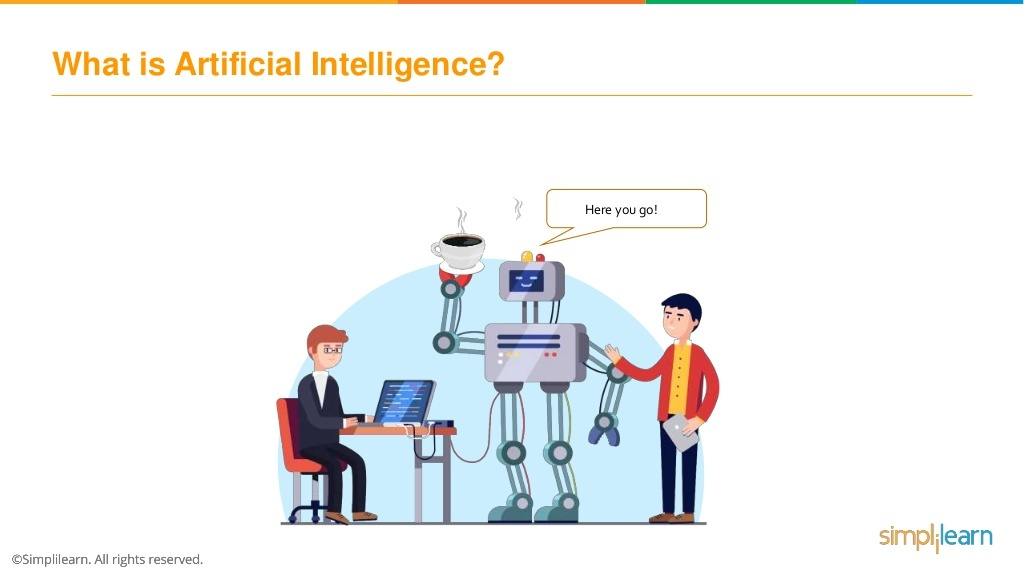 What is Artificial Intelligence?
Here you go!
simplilearn
©Simplilearn. All rights reserved.